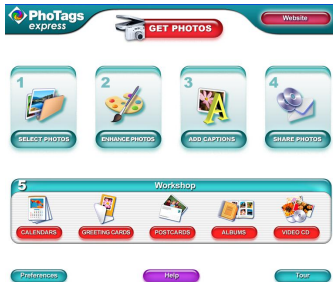 PhoTags
express
GET PHOTOS
Website
1
2
3
4
SELECT PHOTOS
ENHANCE PHOTOS
ADD CAPTIONS
SHARE PHOTOS
5
Workshop
CALENDARS
GREETING CARDS
POSTCARDS
ALBUMS
VIDEO CD
Preferences
Help
Tour